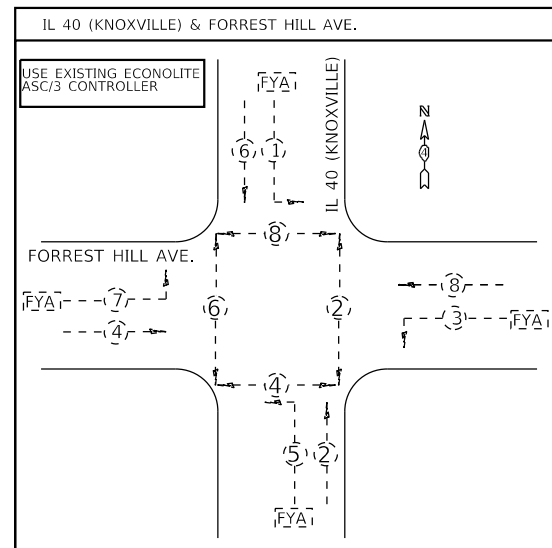 IL 40 (KNOXVILLE) & FORREST HILL AVE.
USE EXISTING ECONOLITE
ASC/3 CONTROLLER
FYA
IL 40 (KNOXVILLE)
N
4
6
1
8
FORREST HILL AVE.
FYA
7
4
6
2
8
3
FYA
4
5
2
FYA